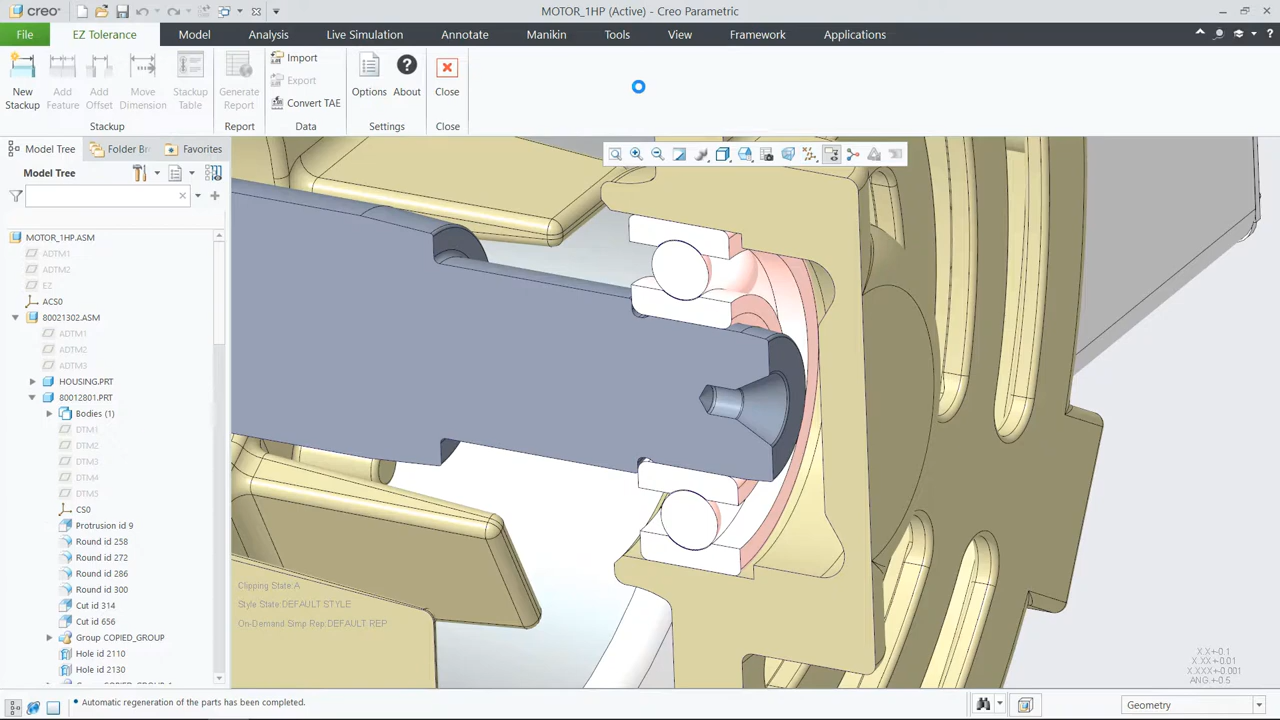 creo
MOTOR_1HP (Active) - Creo Parametric
File
EZ Tolerance
Model
Analysis
Live Simulation
Annotate
Manikin
Tools
View
Framework
Applications
New Stackup
Add Feature
Add Offset
Move Dimension
Stackup Table
Generate Report
Import
Export
Convert TAE
Options
About
Close
Stackup
Report
Data
Settings
Close
Model Tree
Folder Br
Favorites
Model Tree
MOTOR_1HP.ASM
ADTM1
ADTM2
EZ
ACS0
80021302.ASM
ADTM1
ADTM2
ADTM3
HOUSING.PRT
80012801.PRT
Bodies (1)
DTM1
DTM2
DTM3
DTM4
DTM5
CS0
Protrusion id 9
Round id 258
Round id 272
Round id 286
Round id 300
Cut id 314
Cut id 656
Group COPIED_GROUP
Hole id 2110
Hole id 2130
Clipping State:A
Style State:DEFAULT STYLE
On-Demand Simp Rep:DEFAULT REP
X.X+-0.1
X.XX+-0.01
X.XXX+-0.001
ANG.+-0.5
• Automatic regeneration of the parts has been completed.
Geometry